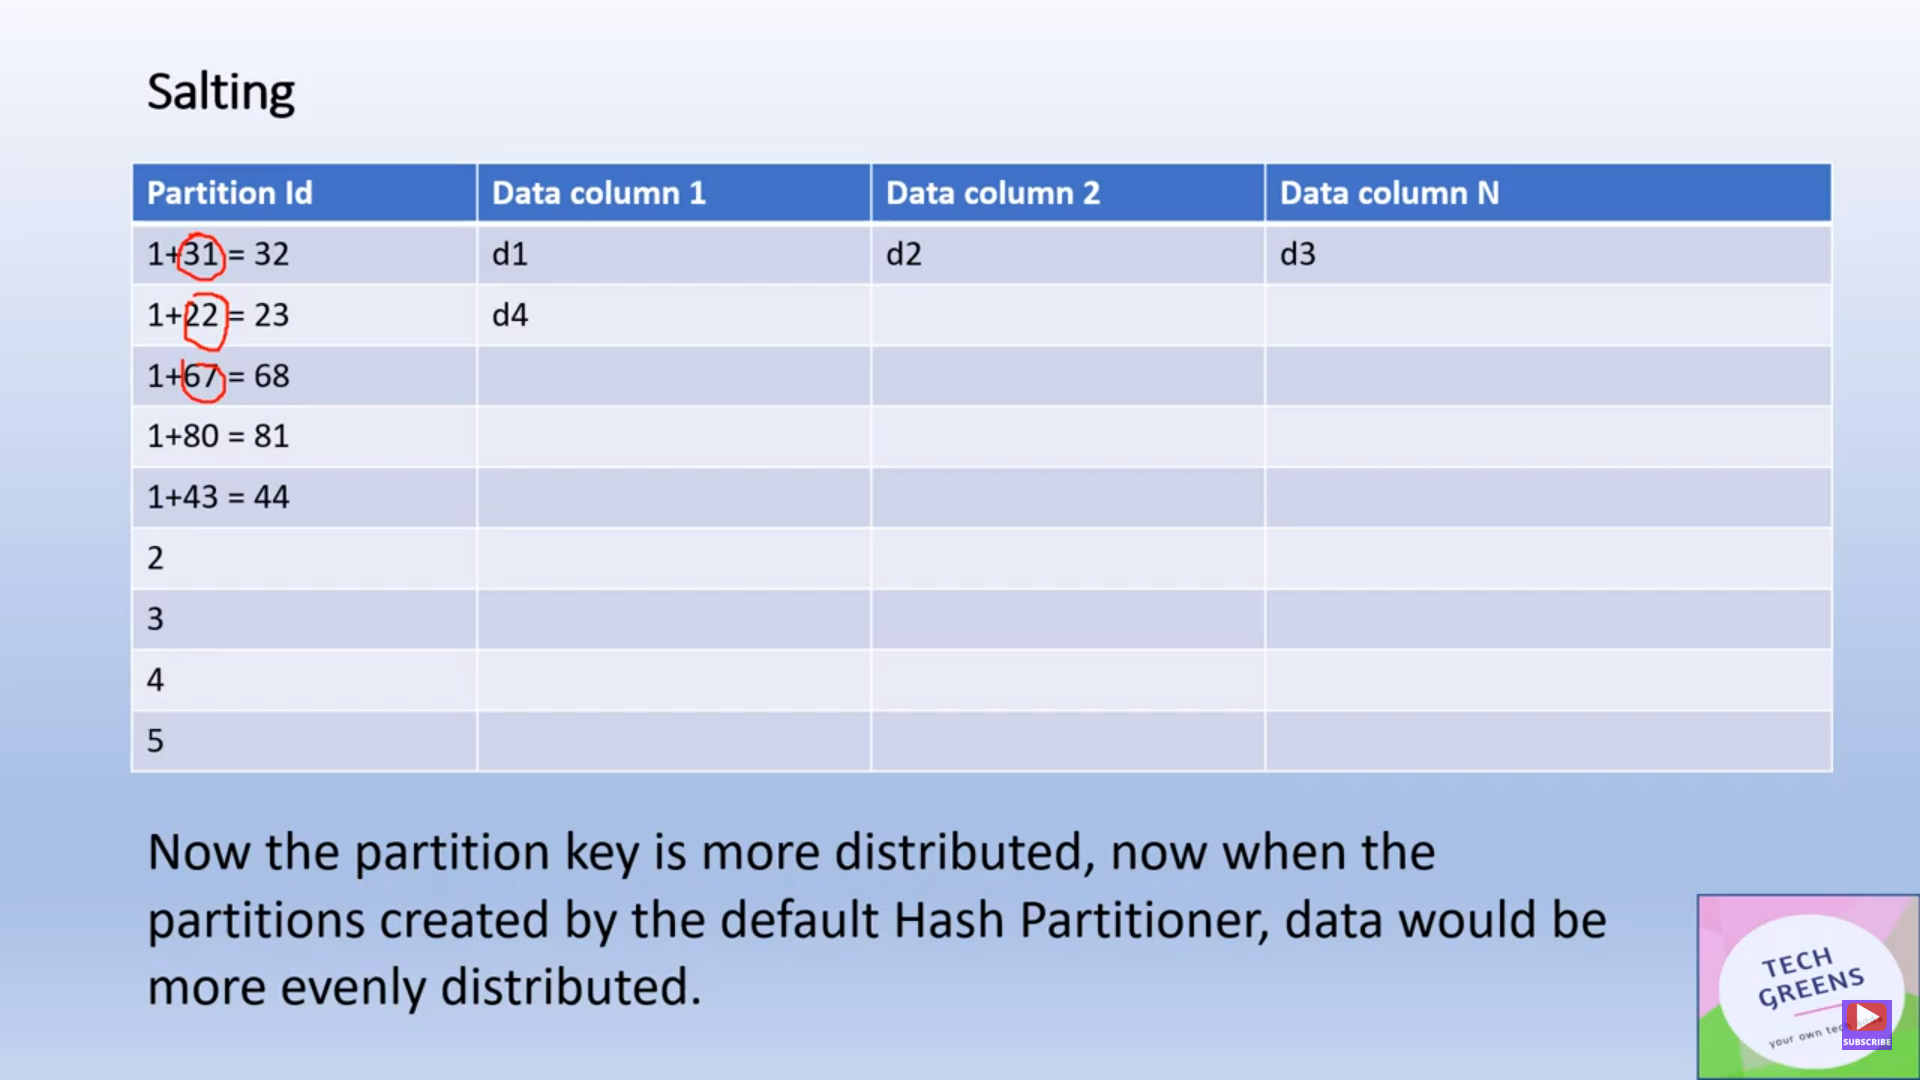 Salting
Partition Id Data column 1 Data column 2 Data column N
1+31 = 32 d1 d2 d3
1+22 = 23 d4
1+67 = 68
1+80 = 81
1+43 = 44
2
3
4
5
Now the partition key is more distributed, now when the
partitions created by the default Hash Partitioner, data would be
more evenly distributed.
TECH
GREENS
your own tech
SUBSCRIBE